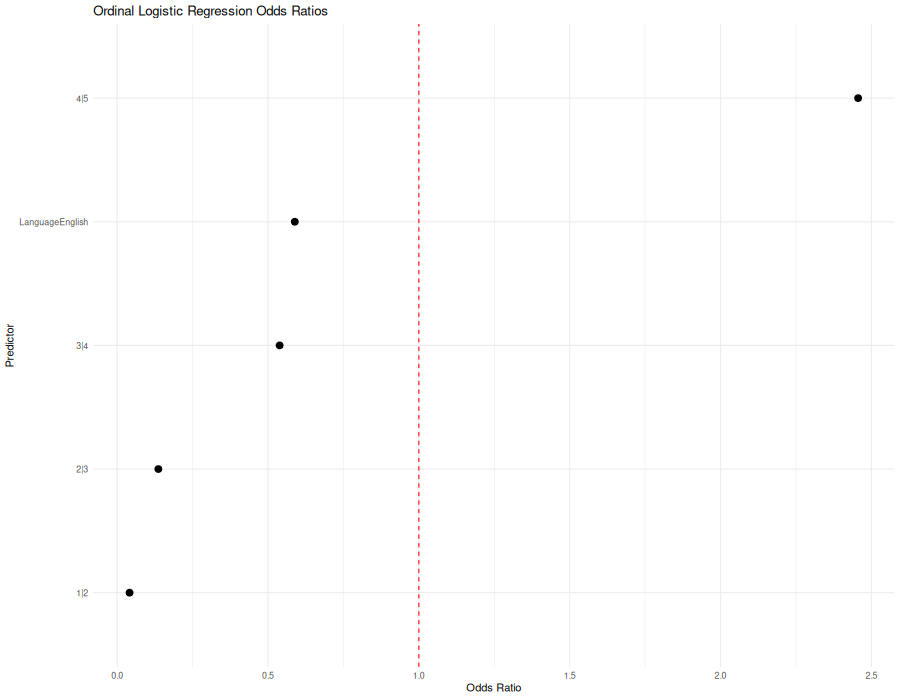 Ordinal Logistic Regression Odds Ratios
Predictor
4|5
LanguageEnglish
3|4
2|3
1|2
0.0 0.5 1.0 1.5 2.0 2.5
Odds Ratio